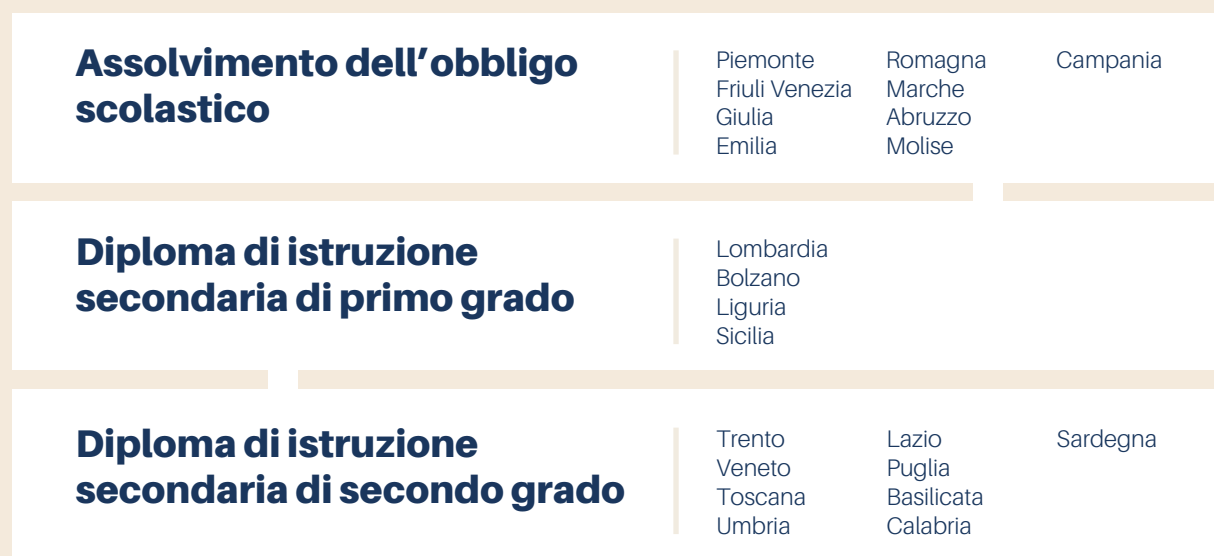 Assolvimento dell’obbligo
scolastico
Piemonte
Friuli Venezia
Giulia
Emilia
Romagna
Marche
Abruzzo
Molise
Campania
Diploma di istruzione
secondaria di primo grado
Lombardia
Bolzano
Liguria
Sicilia
Diploma di istruzione
secondaria di secondo grado
Trento
Veneto
Toscana
Umbria
Lazio
Puglia
Basilicata
Calabria
Sardegna